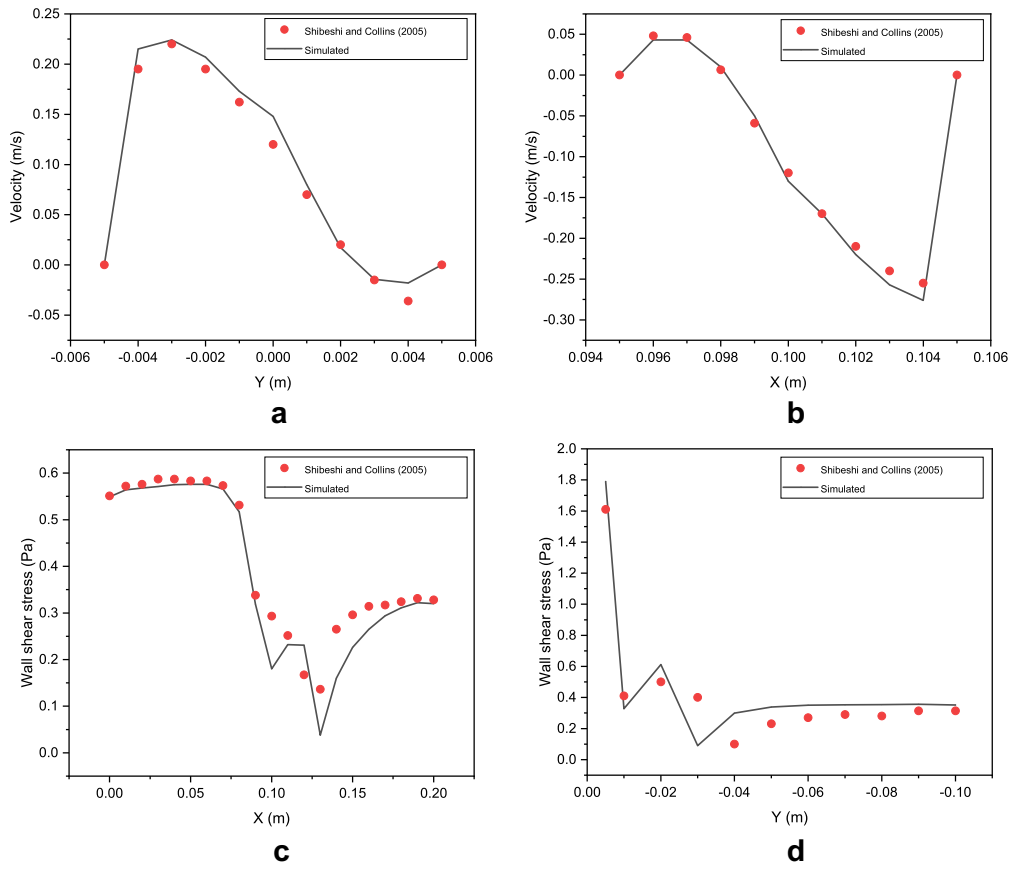 0.25
0.20
0.15
0.10
0.05
0.00
-0.05
Velocity (m/s)
Shibeshi and Collins (2005)
Simulated
-0.006 -0.004 -0.002 0.000 0.002 0.004 0.006
Y (m)
a
0.05
0.00
-0.05
-0.10
-0.15
-0.20
-0.25
-0.30
Velocity (m/s)
Shibeshi and Collins (2005)
Simulated
0.094 0.096 0.098 0.100 0.102 0.104 0.106
X (m)
b
0.6
0.5
0.4
0.3
0.2
0.1
0.0
Wall shear stress (Pa)
Shibeshi and Collins (2005)
Simulated
0.00 0.05 0.10 0.15 0.20
X (m)
c
2.0
1.8
1.6
1.4
1.2
1.0
0.8
0.6
0.4
0.2
0.0
Wall shear stress (Pa)
Shibeshi and Collins (2005)
Simulated
0.00 -0.02 -0.04 -0.06 -0.08 -0.10
Y (m)
d